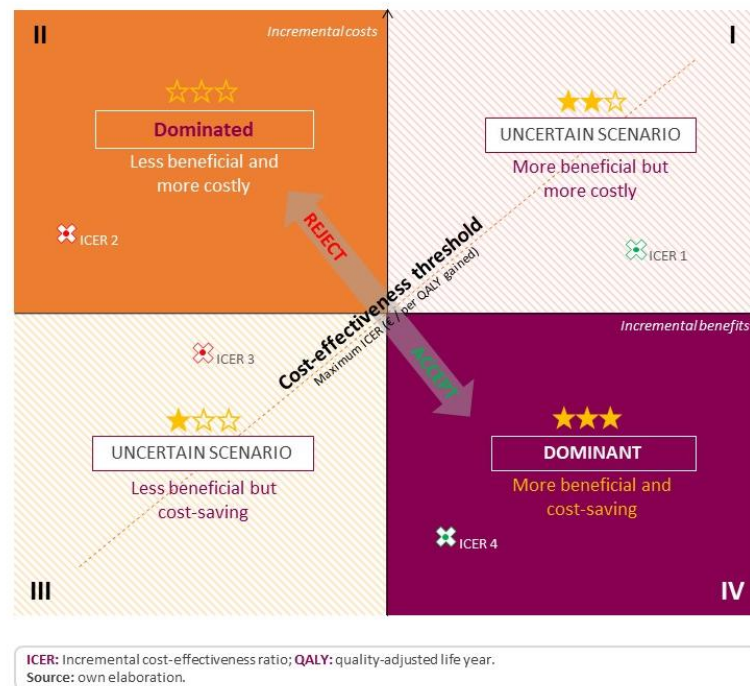 II
Incremental costs
I
Dominated
Less beneficial and
more costly
UNCERTAIN SCENARIO
More beneficial but
more costly
ICER 2
ICER 1
REJECT
Cost-effectiveness threshold
Maximum ICER (€ / per QALY gained)
Incremental benefits
ICER 3
ACCEPT
UNCERTAIN SCENARIO
Less beneficial but
cost-saving
DOMINANT
More beneficial and
cost-saving
ICER 4
III
IV
ICER: Incremental cost-effectiveness ratio; QALY: quality-adjusted life year.
Source: own elaboration.